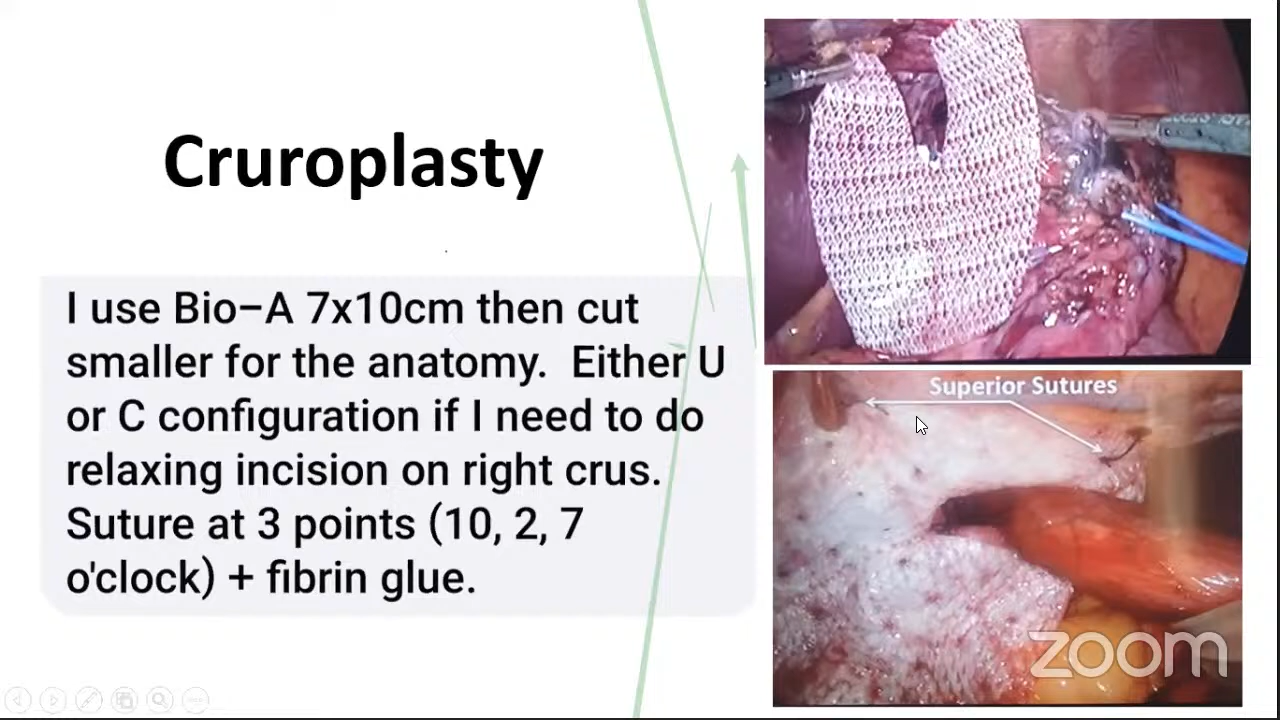 Cruroplasty
I use Bio–A 7x10cm then cut
smaller for the anatomy.  Either U
or C configuration if I need to do
relaxing incision on right crus.
Suture at 3 points (10, 2, 7
o'clock) + fibrin glue.
Superior Sutures
zoom